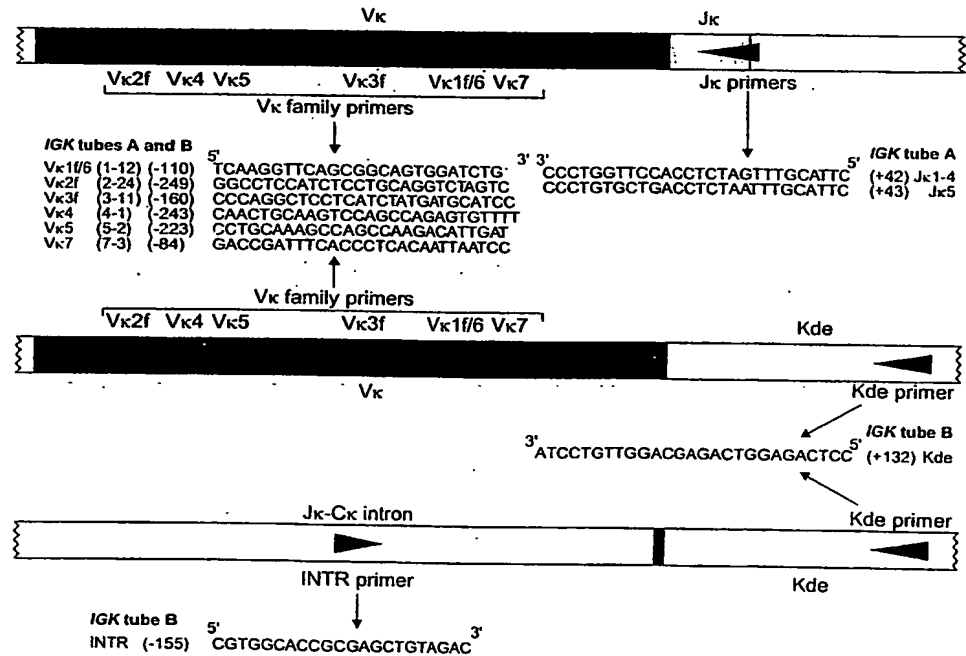 Vκ Jκ
Vκ2f Vκ4 Vκ5 Vκ3f Vκ1f/6 Vκ7
Vκ family primers
Jκ primers
IGK tubes A and B
5' 3' 3' 5' IGK tube A
Vκ1f/6 (1-12) (-110) TCAAGGTTCAGCGGCAGTGGATCTG CCCTGGTTCCACCTCTAGTTTGCATTC (+42) Jκ1-4
Vκ2f (2-24) (-249) GGCCTCCATCTCCTGCAGGTCTAGTC CCCTGTGCTGACCTCTAATTTGCATTC (+43) Jκ5
Vκ3f (3-11) (-160) CCCAGGCTCCTCATCTATGATGCATCC
Vκ4 (4-1) (-243) CAACTGCAAGTCCAGCCAGAGTGTTTT
Vκ5 (5-2) (-223) CCTGCAAAGCCAGCCAAGACATTGAT
Vκ7 (7-3) (-84) GACCGATTTCACCCTCACAATTAATCC
Vκ family primers
Vκ2f Vκ4 Vκ5 Vκ3f Vκ1f/6 Vκ7
Kde
Vκ
Kde primer
3' 5' IGK tube B
ATCCTGTTGGACGAGACTGGAGACTCC (+132) Kde
Jκ-Cκ intron
Kde primer
INTR primer
Kde
IGK tube B
5' 3'
INTR (-155) CGTGGCACCGCGAGCTGTAGAC